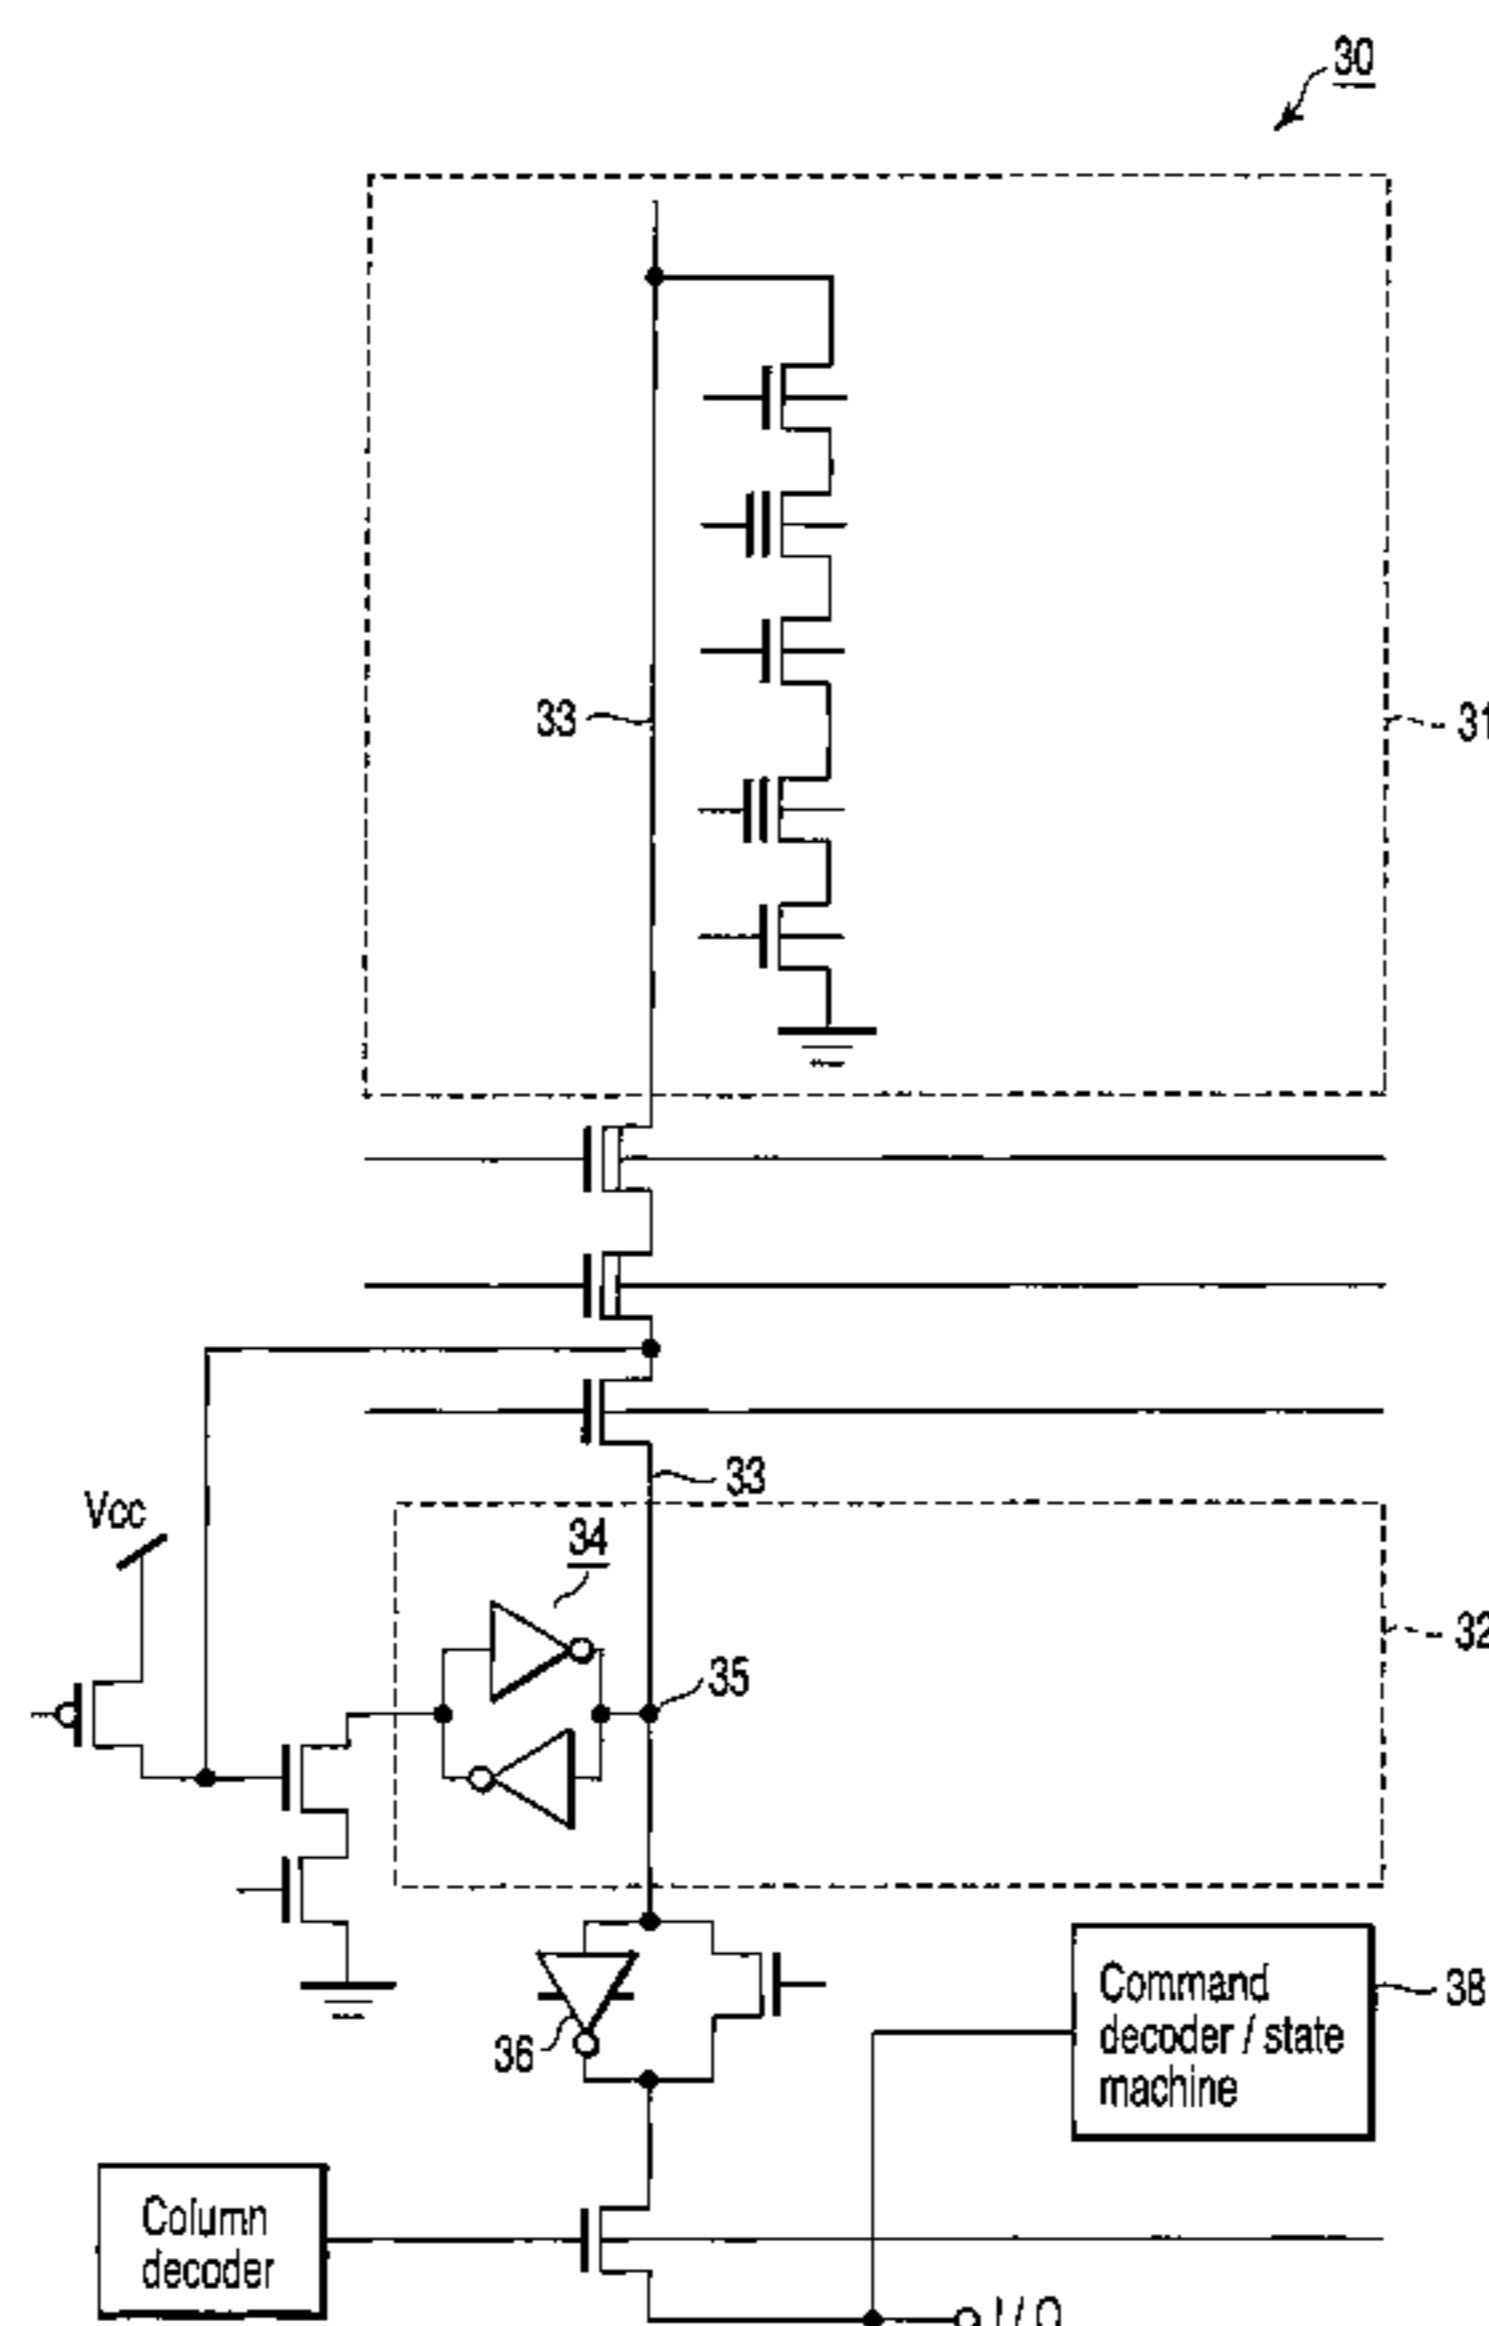 30
33
31
33
Vcc
34
32
35
Command
decoder / state
machine
38
36
Column
decoder
I / O